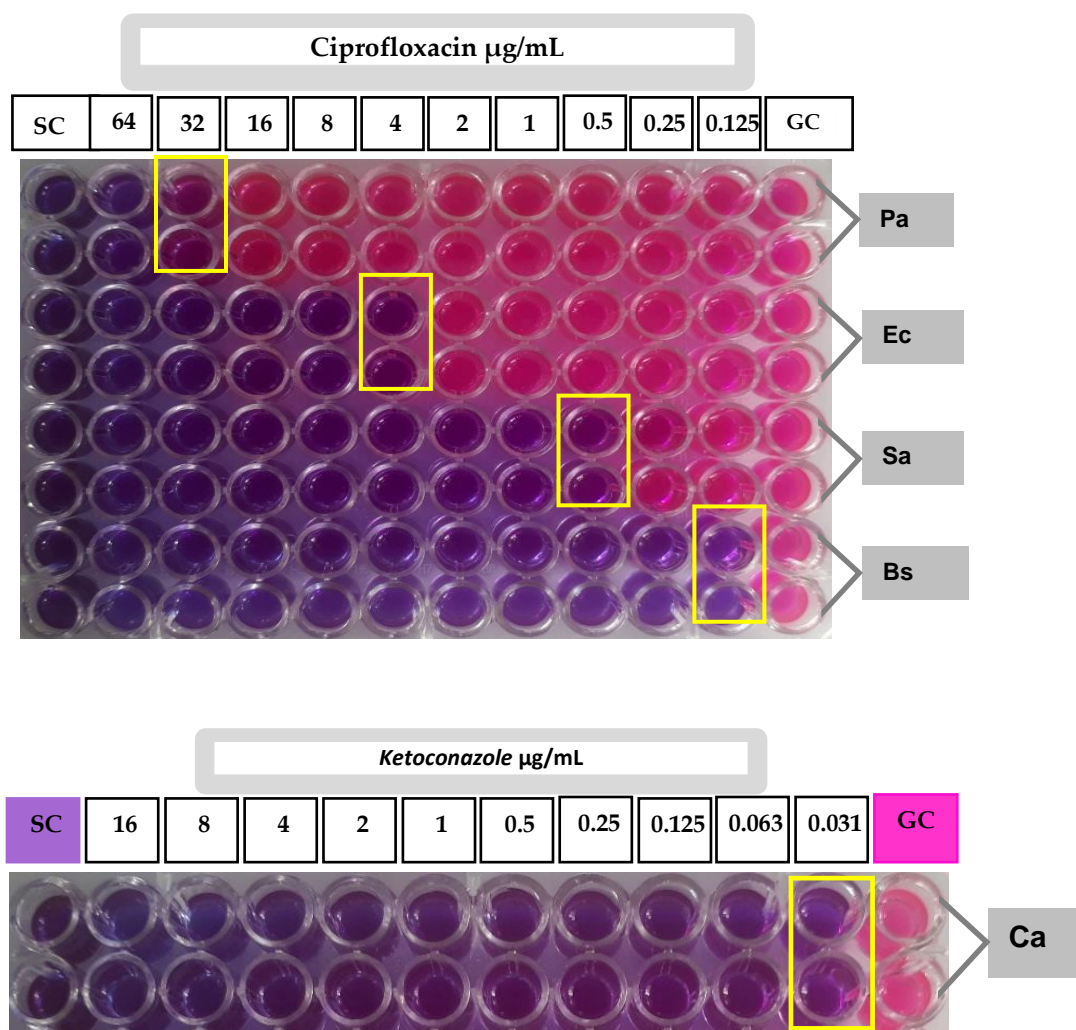 Ciprofloxacin µg/mL
SC 64 32 16 8 4 2 1 0.5 0.25 0.125 GC
Pa
Ec
Sa
Bs
Ketoconazole µg/mL
SC 16 8 4 2 1 0.5 0.25 0.125 0.063 0.031 GC
Ca